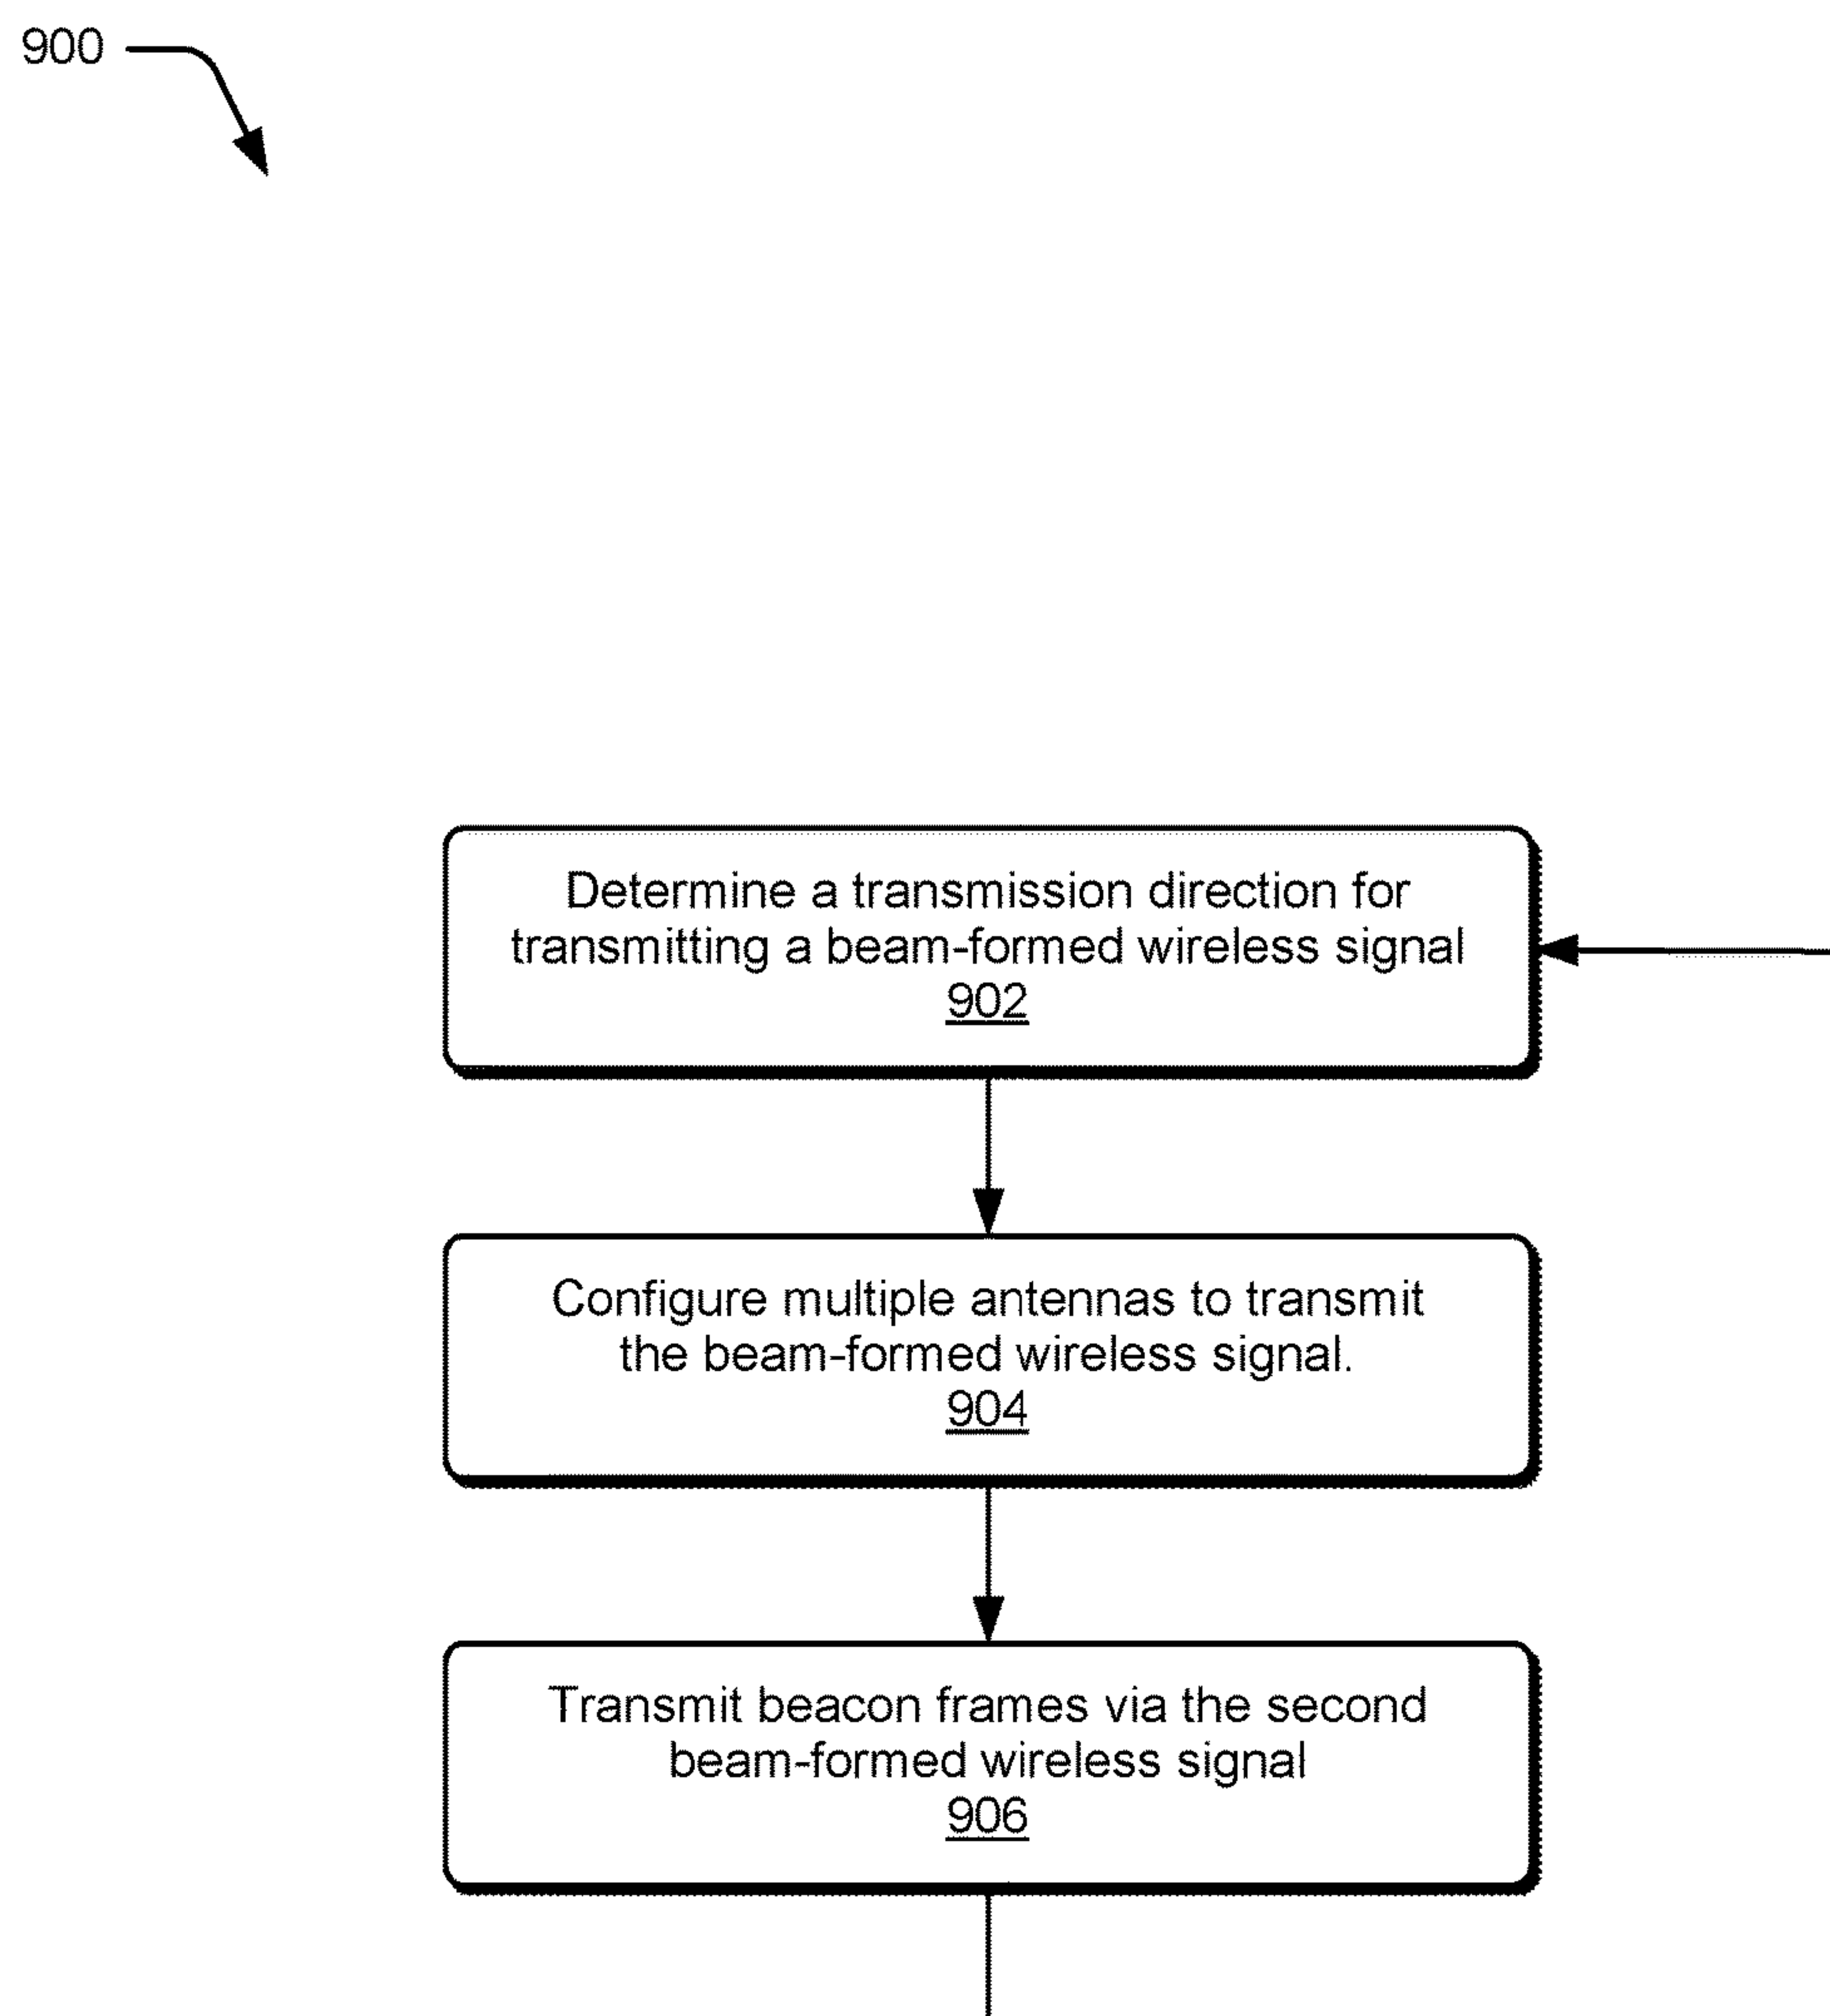 900
Determine a transmission direction for
transmitting a beam-formed wireless signal
902
Configure multiple antennas to transmit
the beam-formed wireless signal.
904
Transmit beacon frames via the second
beam-formed wireless signal
906